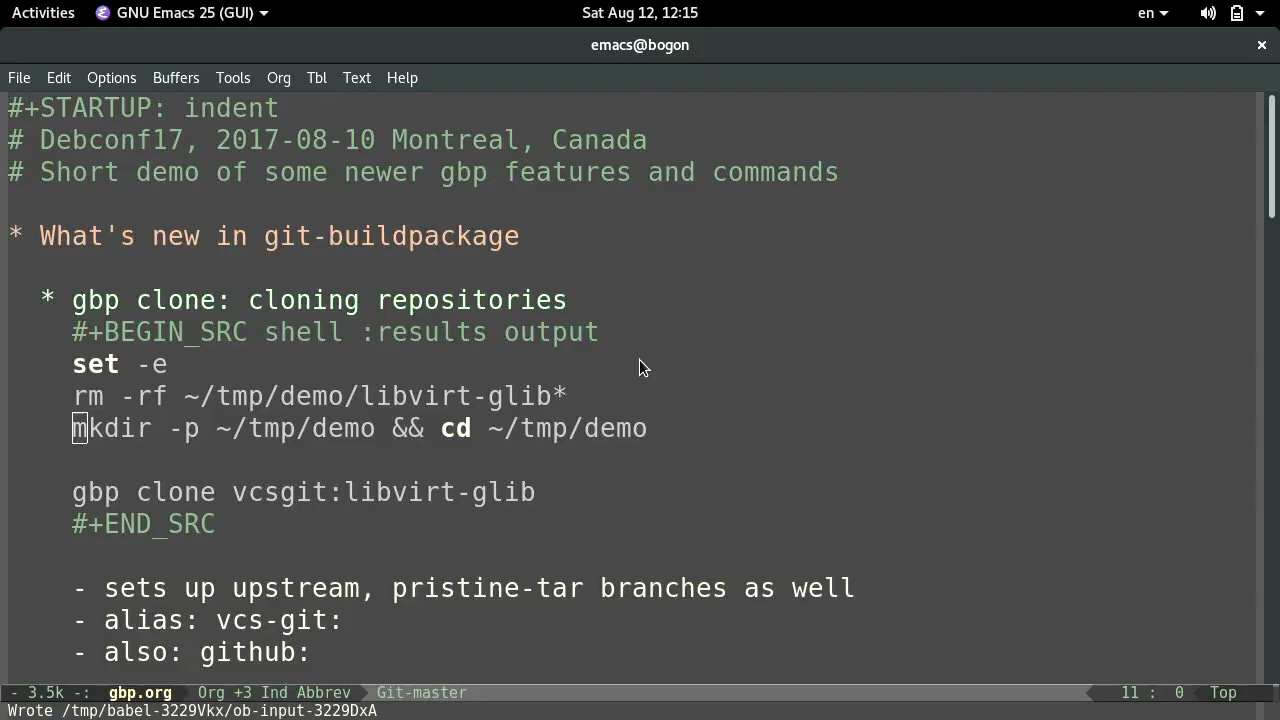 Activities GNU Emacs 25 (GUI) Sat Aug 12, 12:15 en
emacs@bogon
File Edit Options Buffers Tools Org Tbl Text Help
#+STARTUP: indent
# Debconf17, 2017-08-10 Montreal, Canada
# Short demo of some newer gbp features and commands
* What's new in git-buildpackage
* gbp clone: cloning repositories
#+BEGIN_SRC shell :results output
set -e
rm -rf ~/tmp/demo/libvirt-glib*
mkdir -p ~/tmp/demo && cd ~/tmp/demo
gbp clone vcsgit:libvirt-glib
#+END_SRC
- sets up upstream, pristine-tar branches as well
- alias: vcs-git:
- also: github:
- 3.5k -: gbp.org Org +3 Ind Abbrev Git-master 11 : 0 Top
Wrote /tmp/babel-3229Vkx/ob-input-3229DxA